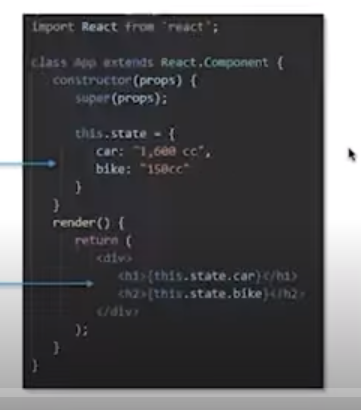 import React from 'react';
class App extends React.Component {
constructor(props) {
super(props);
this.state = {
car: "1,600 cc",
bike: "150cc"
}
}
render() {
return (
<div>
<h1>{this.state.car}</h1>
<h2>{this.state.bike}</h2>
</div>
);
}
}